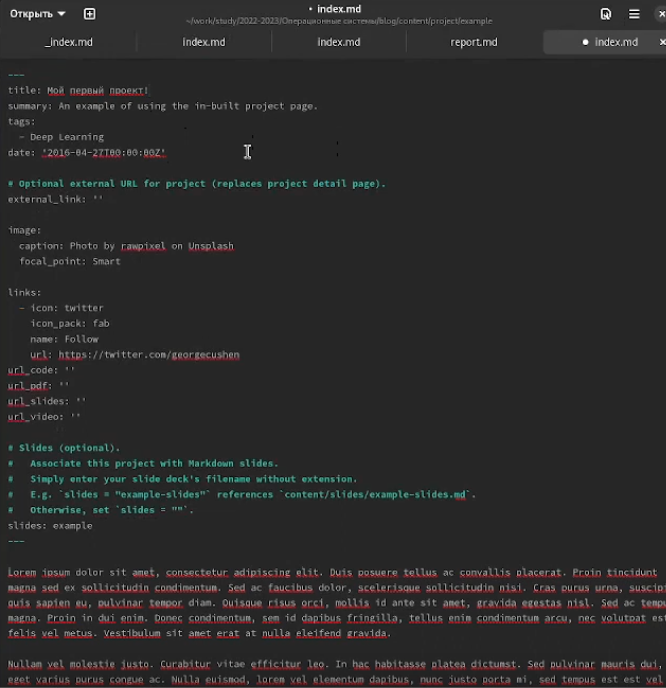 Открыть
• index.md
~/work/study/2022-2023/Операционные системы/blog/content/project/example
_index.md index.md index.md report.md • index.md
---
title: Мой первый проект!
summary: An example of using the in-built project page.
tags:
- Deep Learning
date: '2016-04-27T00:00:00Z'
# Optional external URL for project (replaces project detail page).
external_link: ''
image:
caption: Photo by rawpixel on Unsplash
focal_point: Smart
links:
- icon: twitter
icon_pack: fab
name: Follow
url: https://twitter.com/georgecushen
url_code: ''
url_pdf: ''
url_slides: ''
url_video: ''
# Slides (optional).
#   Associate this project with Markdown slides.
#   Simply enter your slide deck's filename without extension.
#   E.g. `slides = "example-slides"` references `content/slides/example-slides.md`.
#   Otherwise, set `slides = ""`.
slides: example
---
Lorem ipsum dolor sit amet, consectetur adipiscing elit. Duis posuere tellus ac convallis placerat. Proin tincidunt
magna sed ex sollicitudin condimentum. Sed ac faucibus dolor, scelerisque sollicitudin nisi. Cras purus urna, suscip
quis sapien eu, pulvinar tempor diam. Quisque risus orci, mollis id ante sit amet, gravida egestas nisl. Sed ac temp
magna. Proin in dui enim. Donec condimentum, sem id dapibus fringilla, tellus enim condimentum arcu, nec volutpat est
felis vel metus. Vestibulum sit amet erat at nulla eleifend gravida.
Nullam vel molestie justo. Curabitur vitae efficitur leo. In hac habitasse platea dictumst. Sed pulvinar mauris dui,
eget varius purus congue ac. Nulla euismod, lorem vel elementum dapibus, nunc justo porta mi, sed tempus est est vel